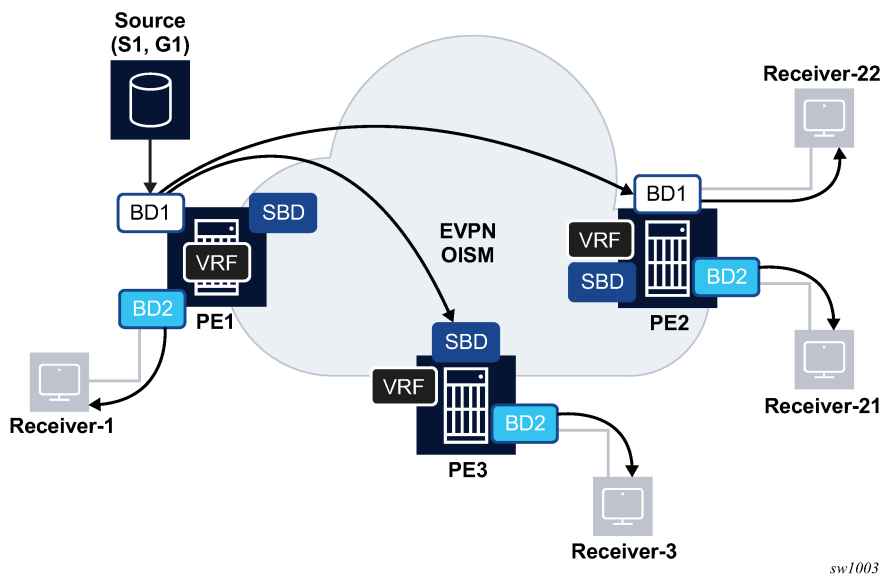 Source
(S1, G1)
Receiver-22
BD1
SBD
BD1
EVPN
OISM
VRF
VRF
SBD
BD2
BD2
PE1
PE2
SBD
VRF
Receiver-21
BD2
Receiver-1
PE3
Receiver-3
sw1003